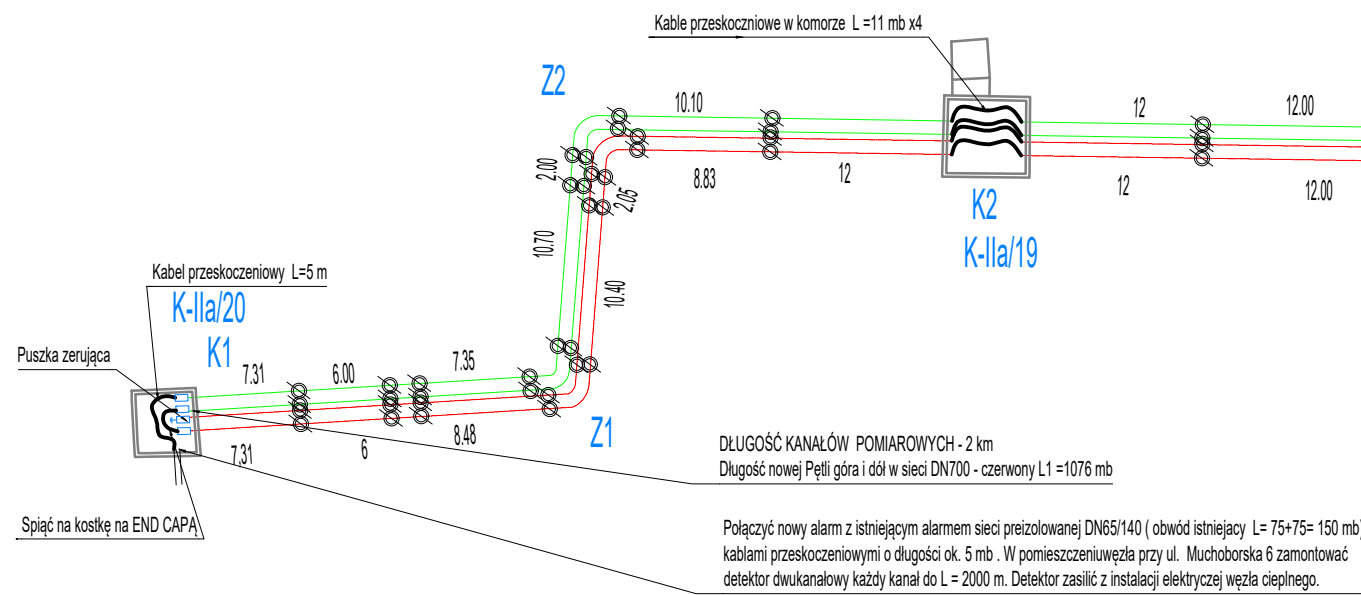 Kable przeskoczniowe w komorze L =11 mb x4
Z2
10.10
12
12.00
2.00
2.05
8.83
12
12
12.00
K2
K-IIa/19
10.70
10.40
Kabel przeskoczeniowy L=5 m
K-IIa/20
K1
Puszka zerująca
7.31
6.00
7.35
7,31
6
8.48
Z1
DŁUGOŚĆ KANAŁÓW POMIAROWYCH - 2 km
Długość nowej Pętli góra i dół w sieci DN700 - czerwony L1 =1076 mb
Spiąć na kostkę na END CAPĄ
Połączyć nowy alarm z istniejącym alarmem sieci preizolowanej DN65/140 ( obwód istniejacy L= 75+75= 150 mb)
kablami przeskoczeniowymi o długości ok. 5 mb . W pomieszczeniuwęzła przy ul. Muchoborska 6 zamontować
detektor dwukanałowy każdy kanał do L = 2000 m. Detektor zasilić z instalacji elektryczej węzła cieplnego.